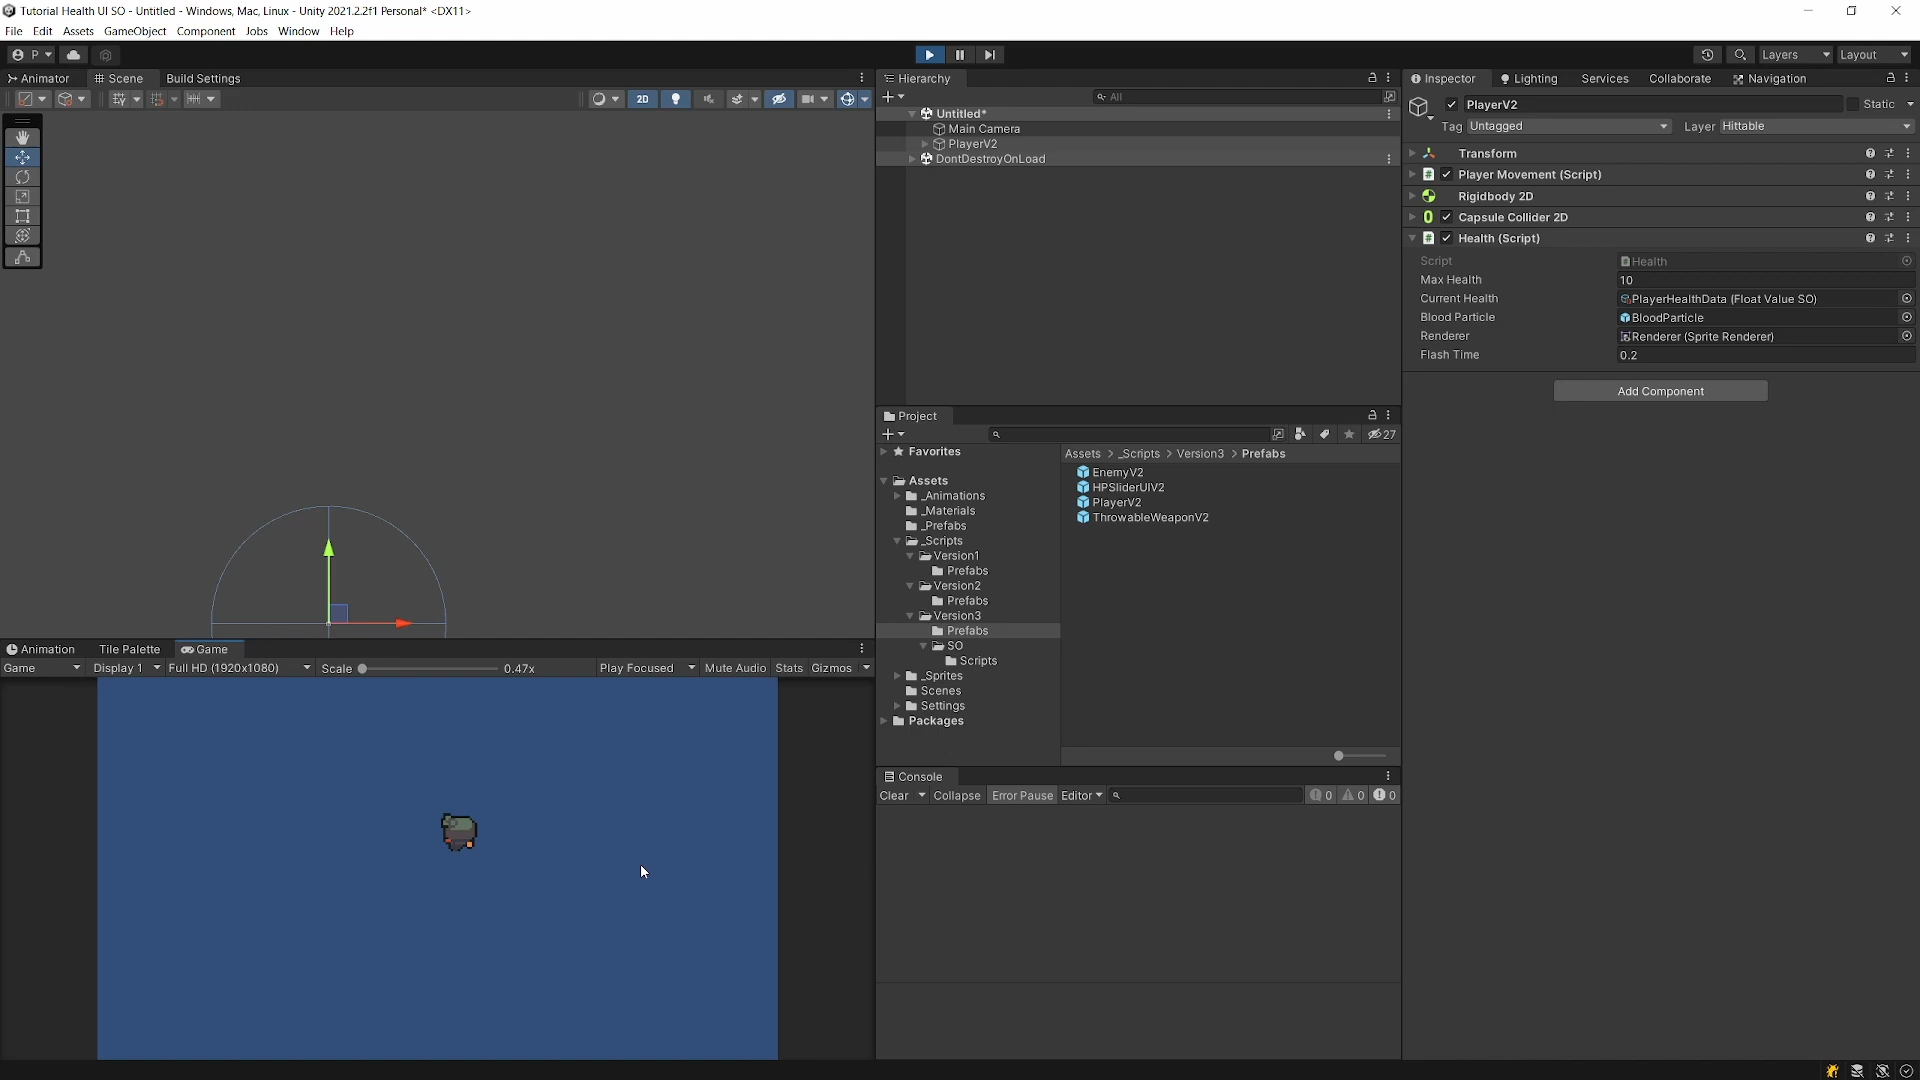 Tutorial Health UI SO - Untitled - Windows, Mac, Linux - Unity 2021.2.2f1 Personal* <DX11>
File Edit Assets GameObject Component Jobs Window Help
P Layers Layout
Animator Scene Build Settings
2D
Animation Tile Palette Game
Game Display 1 Full HD (1920x1080) Scale 0.47x Play Focused Mute Audio Stats Gizmos
Hierarchy
All
Untitled*
Main Camera
PlayerV2
DontDestroyOnLoad
Project
27
Favorites
Assets
_Animations
_Materials
_Prefabs
_Scripts
Version1
Prefabs
Version2
Prefabs
Version3
Prefabs
SO
Scripts
_Sprites
Scenes
Settings
Packages
Assets > _Scripts > Version3 > Prefabs
EnemyV2
HPSliderUIV2
PlayerV2
ThrowableWeaponV2
Console
Clear Collapse Error Pause Editor 0 0 0
Inspector Lighting Services Collaborate Navigation
PlayerV2 Static
Tag Untagged Layer Hittable
Transform
Player Movement (Script)
Rigidbody 2D
Capsule Collider 2D
Health (Script)
Script Health
Max Health 10
Current Health PlayerHealthData (Float Value SO)
Blood Particle BloodParticle
Renderer Renderer (Sprite Renderer)
Flash Time 0.2
Add Component